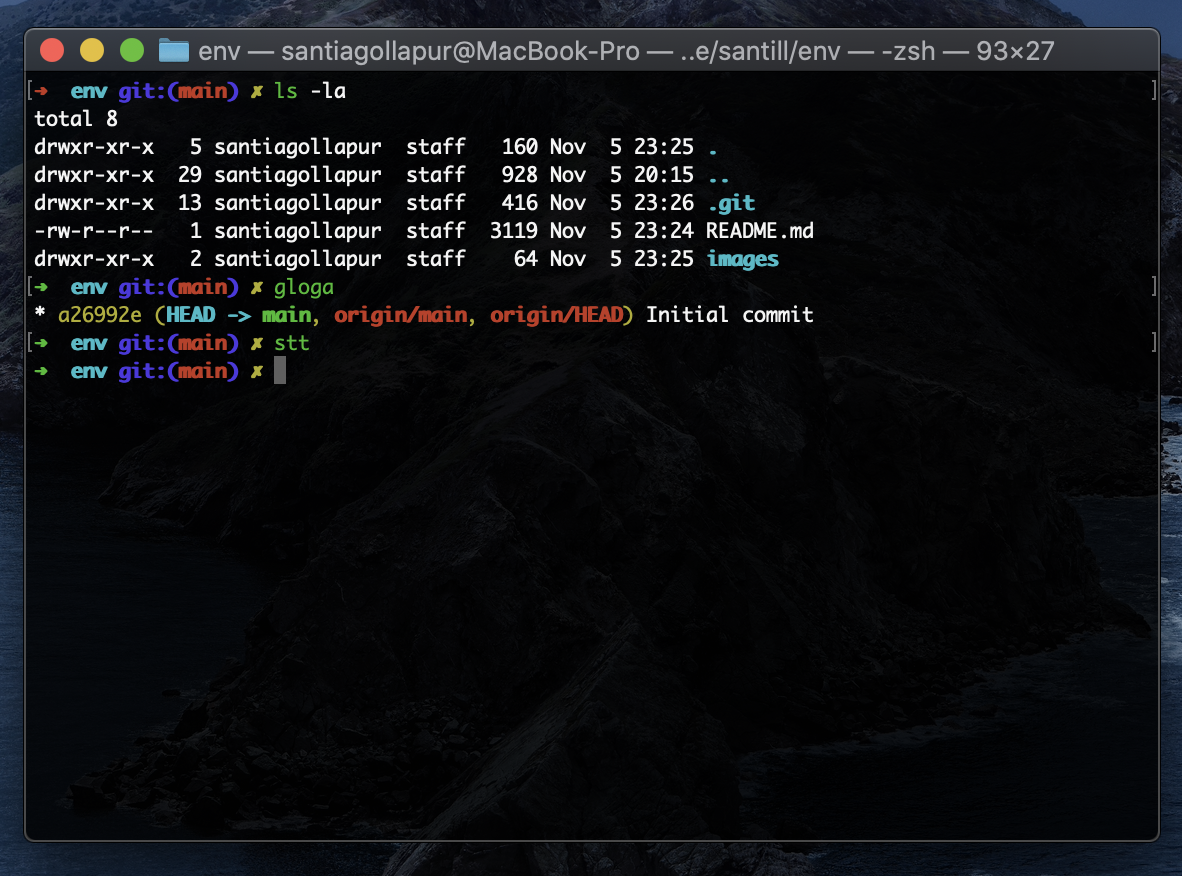 env — santiagollapur@MacBook-Pro — ..e/santill/env — -zsh — 93×27
[➜  env git:(main) ✗ ls -la ]
total 8
drwxr-xr-x   5 santiagollapur  staff   160 Nov  5 23:25 .
drwxr-xr-x  29 santiagollapur  staff   928 Nov  5 20:15 ..
drwxr-xr-x  13 santiagollapur  staff   416 Nov  5 23:26 .git
-rw-r--r--   1 santiagollapur  staff  3119 Nov  5 23:24 README.md
drwxr-xr-x   2 santiagollapur  staff    64 Nov  5 23:25 images
[➜  env git:(main) ✗ gloga ]
* a26992e (HEAD -> main, origin/main, origin/HEAD) Initial commit
[➜  env git:(main) ✗ stt ]
➜  env git:(main) ✗